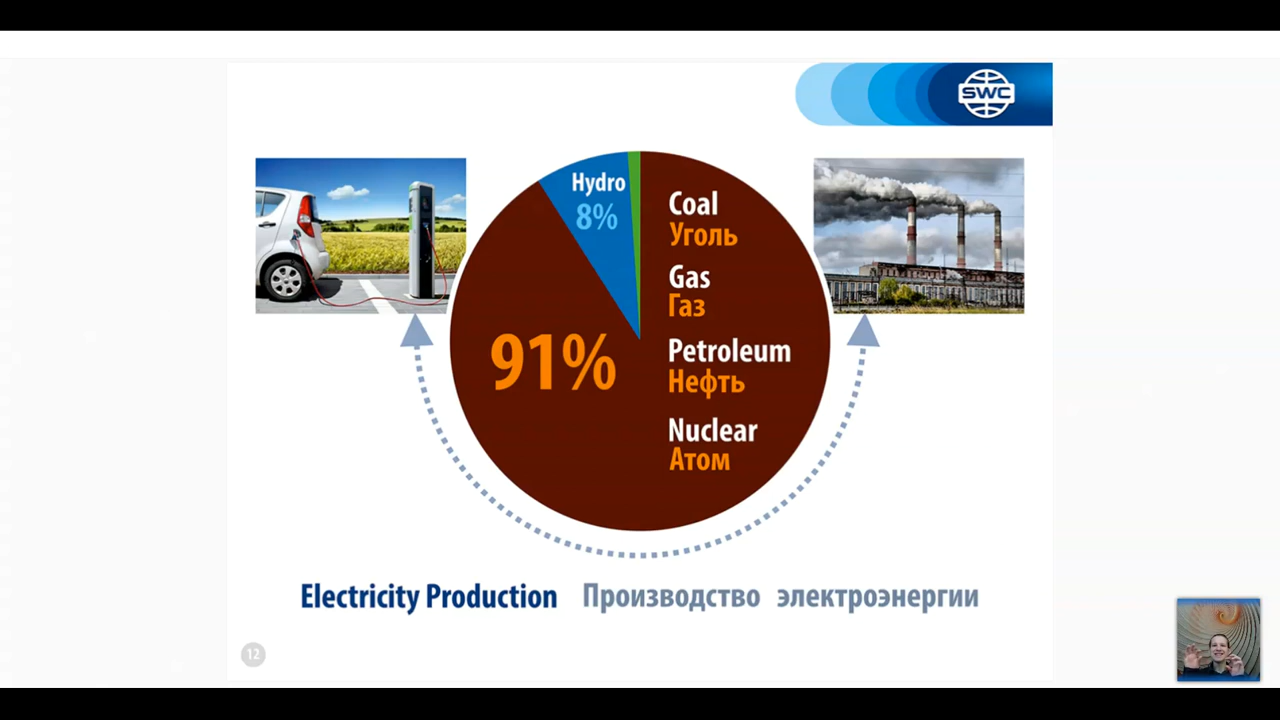 SWC
Hydro
8%
Coal
Уголь
Gas
Газ
91%
Petroleum
Нефть
Nuclear
Атом
Electricity Production Производство электроэнергии
12